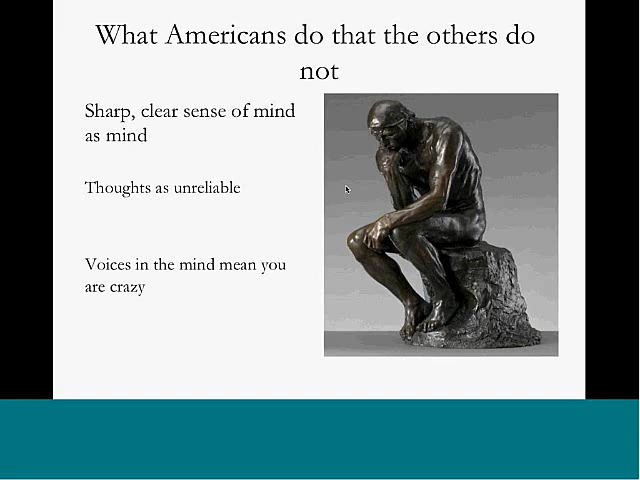 What Americans do that the others do
not
Sharp, clear sense of mind
as mind
Thoughts as unreliable
Voices in the mind mean you
are crazy